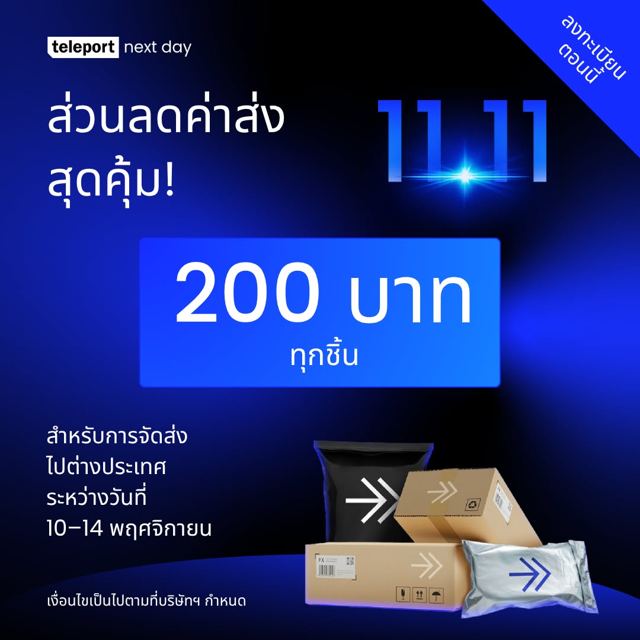 teleport next day
ลงทะเบียน
ตอนนี้
ส่วนลดค่าส่ง
สุดคุ้ม!
11.11
200 บาท
ทุกชิ้น
สำหรับการจัดส่ง
ไปต่างประเทศ
ระหว่างวันที่
10–14 พฤศจิกายน
เงื่อนไขเป็นไปตามที่บริษัทฯ กำหนด